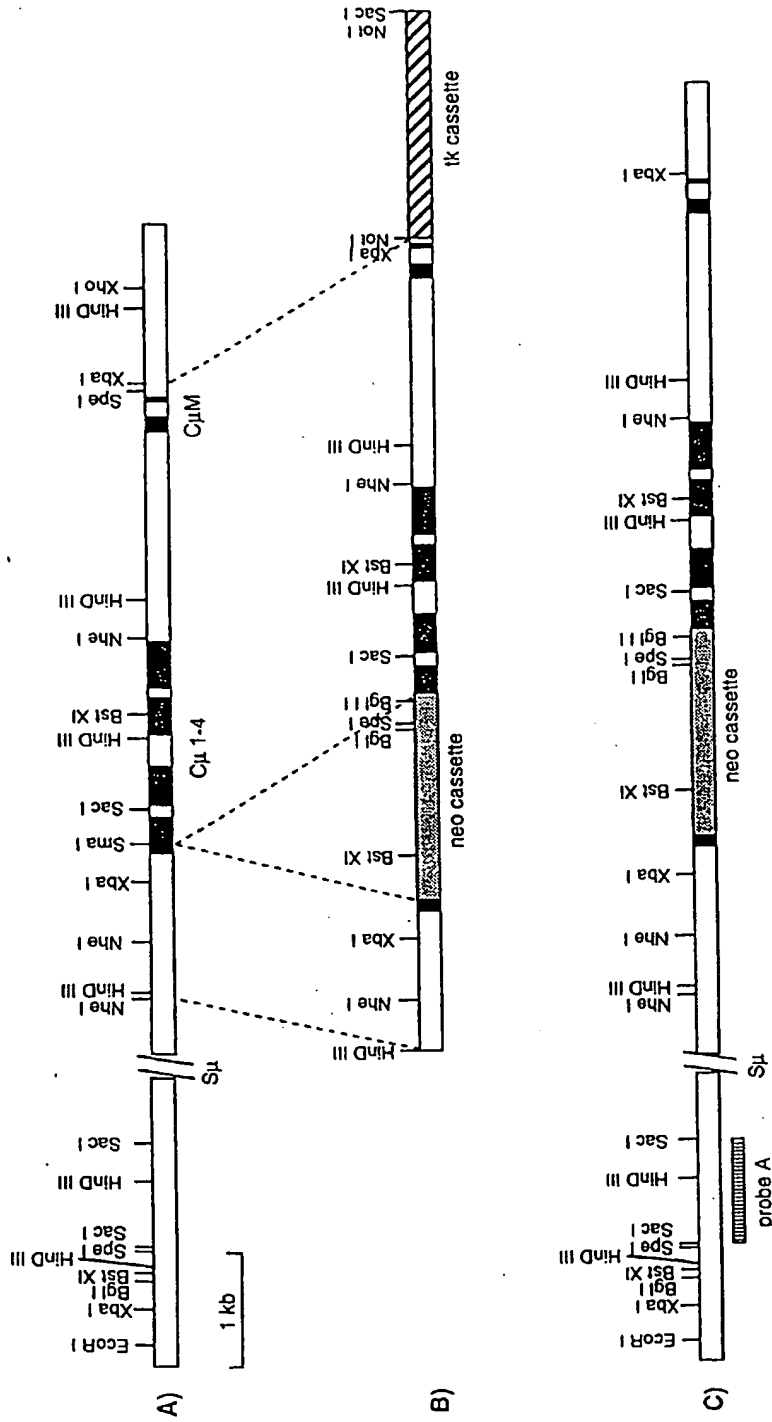 A)
EcoR I
Xba I
Bgl I
Bst XI
HinD III
Spe I
Sac I
HinD III
Sac I
Nhe I
HinD III
Nhe I
Xba I
Sma I
Sac I
HinD III
Bst XI
Nhe I
HinD III
Spe I
Xba I
HinD III
Xho I
1 kb
Sμ
Cμ 1-4
CμM
B)
HinD III
Nhe I
Xba I
Bst XI
Bgl I
Spe I
Bgl II
Sac I
HinD III
Bst XI
Nhe I
HinD III
Xba I
Not I
Not I
Sac I
neo cassette
tk cassette
C)
EcoR I
Xba I
Bgl I
Bst XI
HinD III
Spe I
Sac I
HinD III
Sac I
Nhe I
HinD III
Nhe I
Xba I
Bst XI
Bgl I
Spe I
Bgl II
Sac I
HinD III
Bst XI
Nhe I
HinD III
Xba I
probe A
Sμ
neo cassette